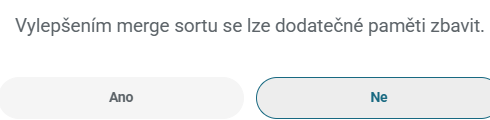 Vylepšením merge sortu se lze dodatečné paměti zbavit.
Ano
Ne